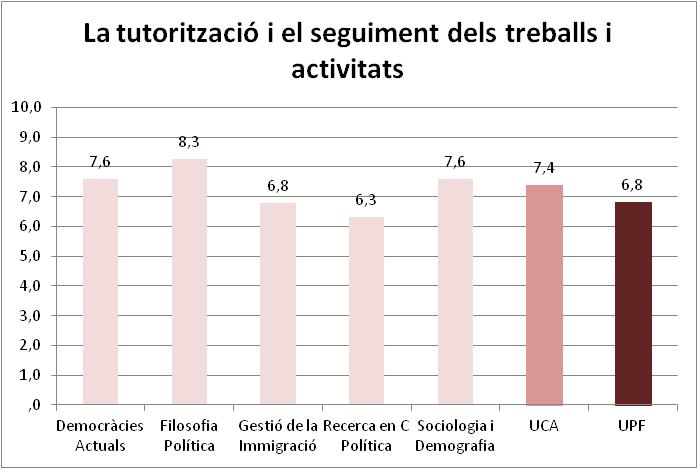 La tutorització i el seguiment dels treballs i
activitats
10,0
9,0
8,0
7,0
6,0
5,0
4,0
3,0
2,0
1,0
,0
7,6
8,3
6,8
6,3
7,6
7,4
6,8
Democràcies
Actuals
Filosofia
Política
Gestió de la
Immigració
Recerca en C
Política
Sociologia i
Demografia
UCA
UPF